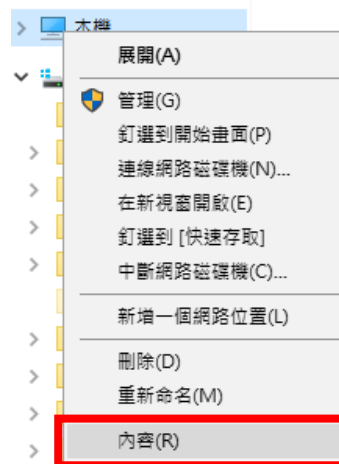 本機
展開(A)
管理(G)
釘選到開始畫面(P)
連線網路磁碟機(N)...
在新視窗開啟(E)
釘選到 [快速存取]
中斷網路磁碟機(C)...
新增一個網路位置(L)
刪除(D)
重新命名(M)
內容(R)